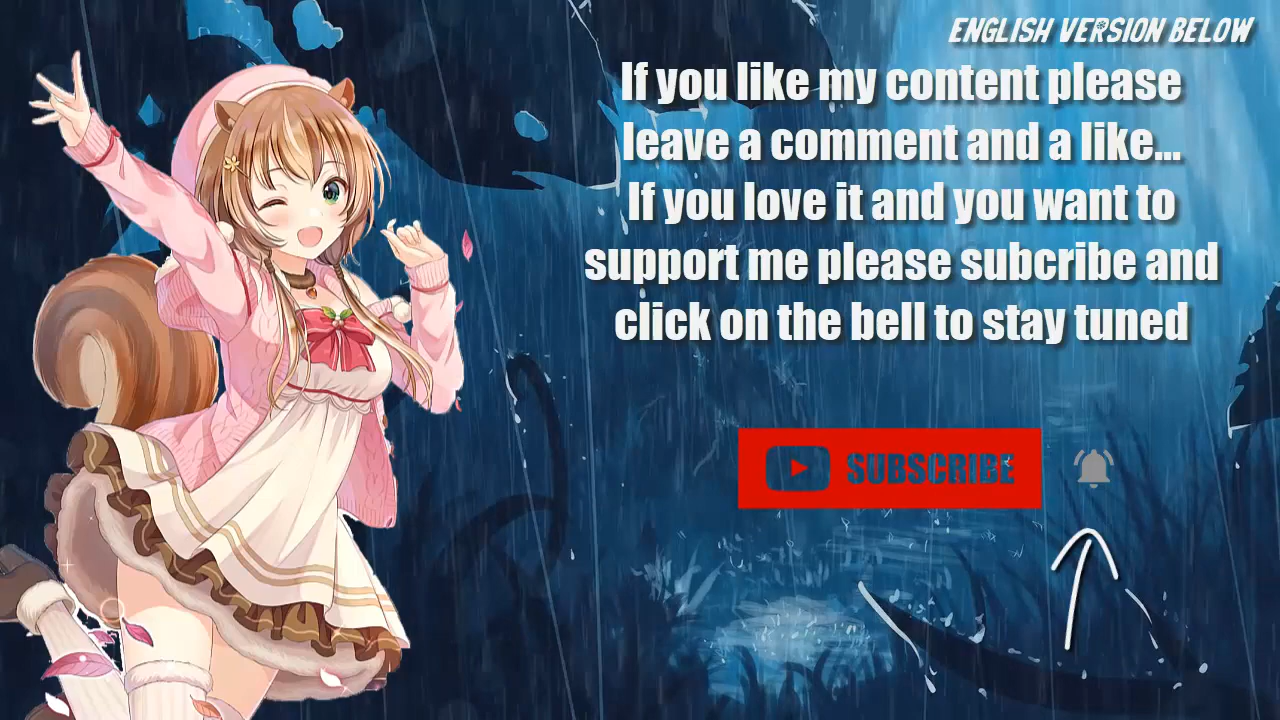 ENGLISH VERSION BELOW
If you like my content please
leave a comment and a like...
If you love it and you want to
support me please subcribe and
click on the bell to stay tuned
SUBSCRIBE